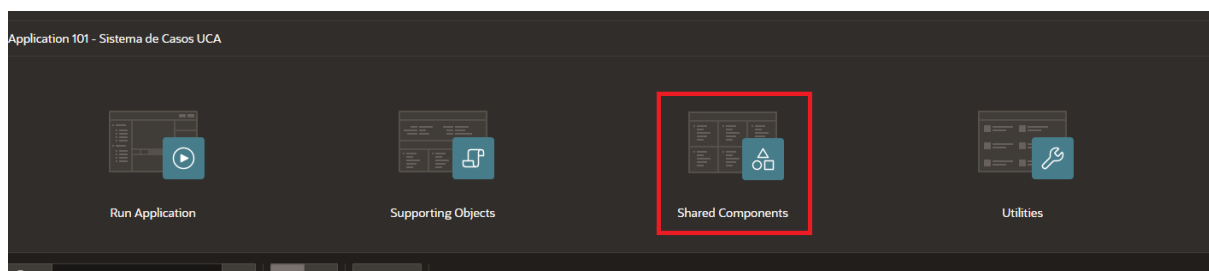 Application 101 - Sistema de Casos UCA
Run Application
Supporting Objects
Shared Components
Utilities